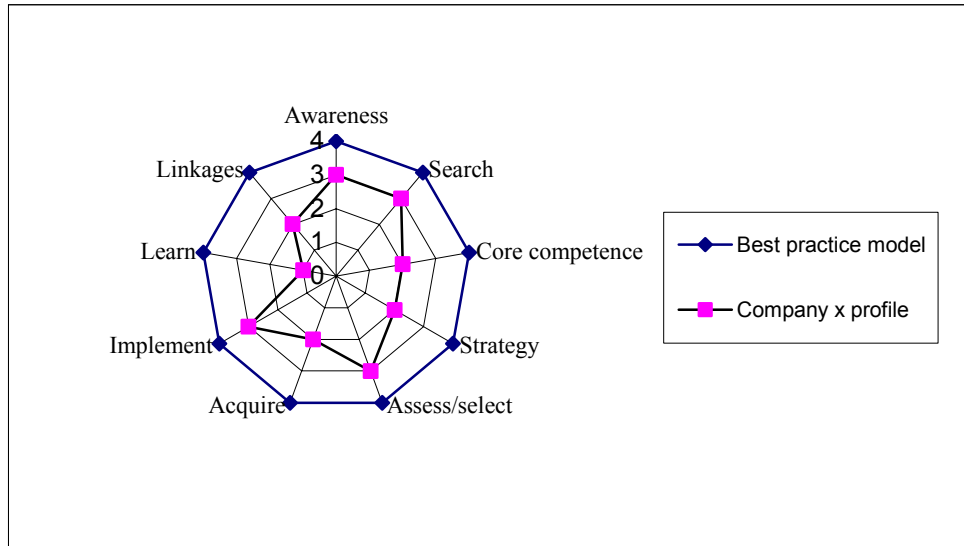 Awareness
4
Linkages
Search
3
2
Learn
1
Core competence
0
Implement
Strategy
Acquire
Assess/select
Best practice model
Company x profile